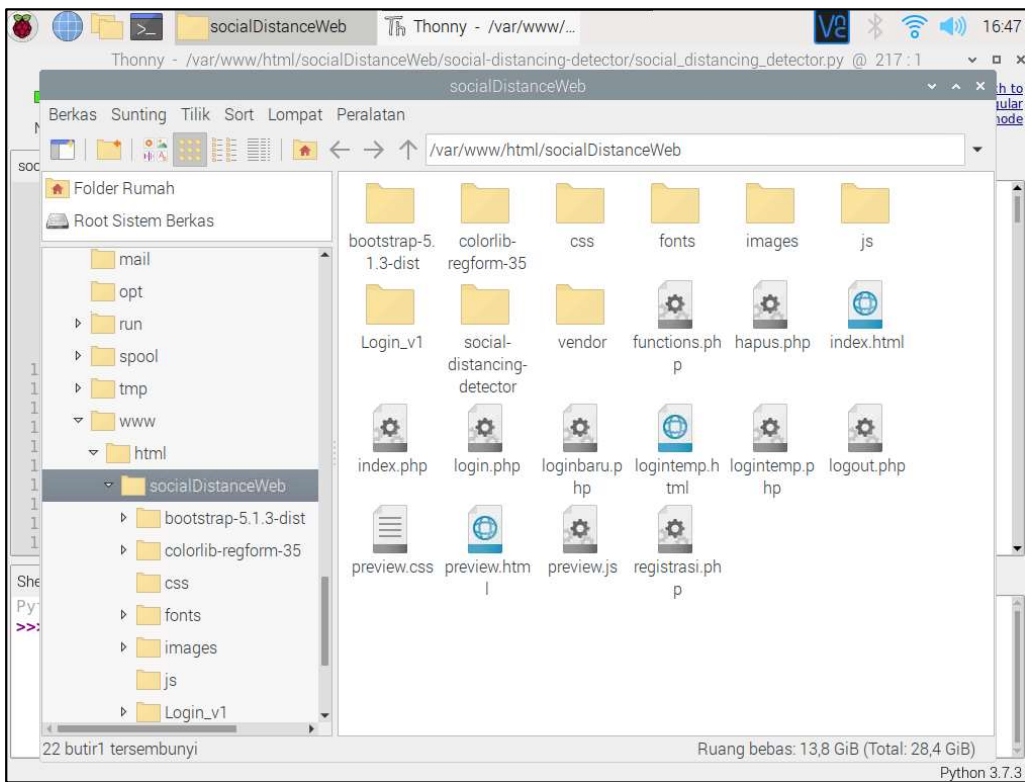 socialDistanceWeb
Thonny - /var/www/...
16:47
Thonny - /var/www/html/socialDistanceWeb/social-distancing-detector/social_distancing_detector.py @ 217 : 1
socialDistanceWeb
Berkas Sunting Tilik Sort Lompat Peralatan
/var/www/html/socialDistanceWeb
Folder Rumah
Root Sistem Berkas
mail
opt
run
spool
tmp
www
html
socialDistanceWeb
bootstrap-5.1.3-dist
colorlib-regform-35
css
fonts
images
js
Login_v1
bootstrap-5.
1.3-dist
colorlib-
regform-35
css
fonts
images
js
Login_v1
social-
distancing-
detector
vendor
functions.ph
p
hapus.php
index.html
index.php
login.php
loginbaru.p
hp
logintemp.h
tml
logintemp.p
hp
logout.php
preview.css
preview.htm
l
preview.js
registrasi.ph
p
22 butir1 tersembunyi
Ruang bebas: 13,8 GiB (Total: 28,4 GiB)
Python 3.7.3